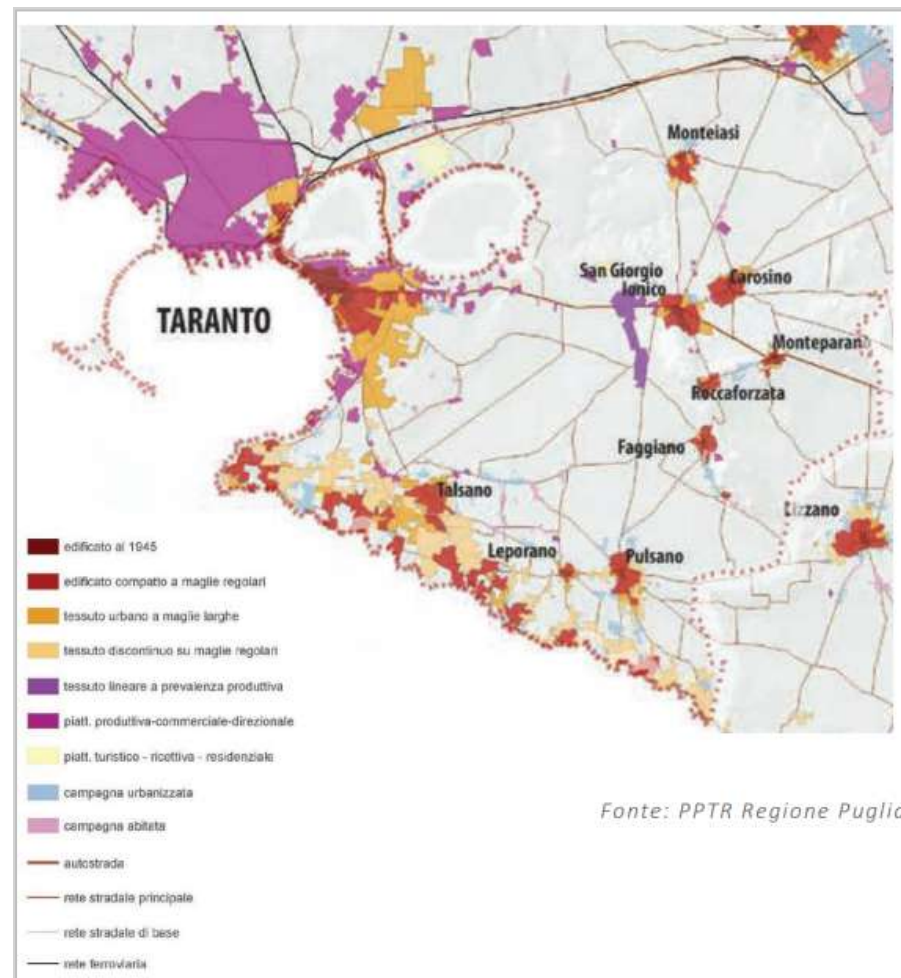 Monteiasi
San Giorgio
Ionico
Carosino
TARANTO
Monteparano
Roccaforzata
Faggiano
Talsano
Lizzano
Leporano
Pulsano
edificato al 1945
edificato compatto a maglie regolari
tessuto urbano a maglie larghe
tessuto discontinuo su maglie regolari
tessuto lineare a prevalenza produttiva
piatt. produttiva-commerciale-direzionale
piatt. turistico - ricettiva - residenziale
campagna urbanizzata
campagna abitata
autostrada
rete stradale principale
rete stradale di base
rete ferroviaria
Fonte: PPTR Regione Puglia